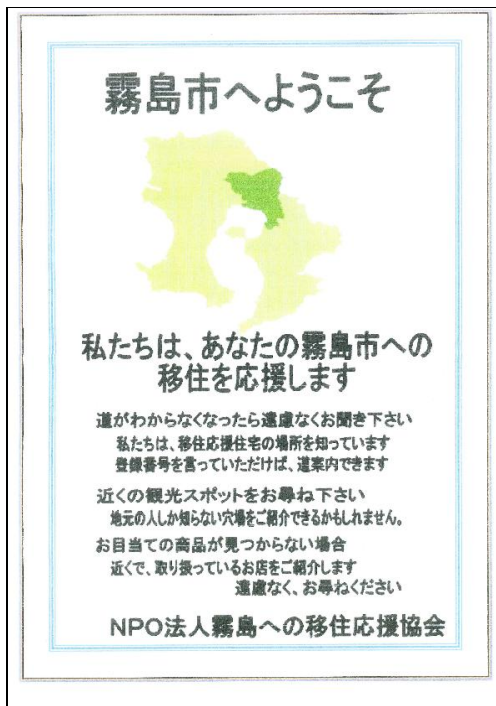 霧島市へようこそ
私たちは、あなたの霧島市への
移住を応援します
道がわからなくなったら遠慮なくお聞き下さい
私たちは、移住応援住宅の場所を知っています
登録番号を言っていただけば、道案内できます
近くの観光スポットをお尋ね下さい
地元の人しか知らない穴場をご紹介できるかもしれません。
お目当ての商品が見つからない場合
近くで、取り扱っているお店をご紹介します
遠慮なく、お尋ねください
NPO法人霧島への移住応援協会